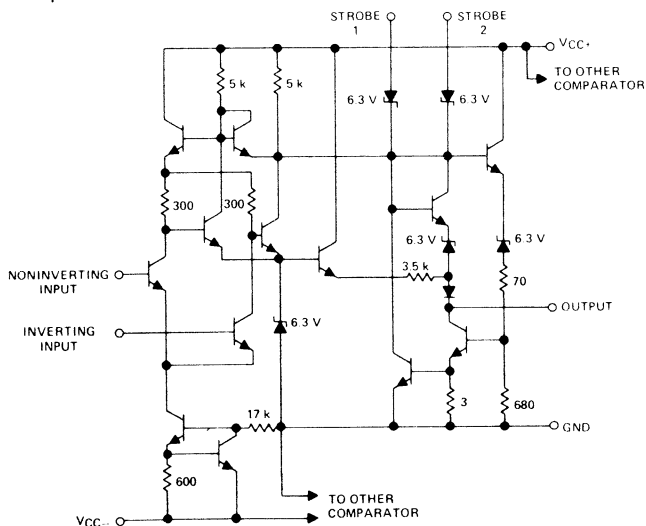 STROBE 1
STROBE 2
VCC+
TO OTHER COMPARATOR
5 k
5 k
6.3 V
6.3 V
300
300
6.3 V
6.3 V
3.5 k
70
NONINVERTING INPUT
OUTPUT
6.3 V
INVERTING INPUT
17 k
3
680
GND
600
TO OTHER COMPARATOR
VCC-